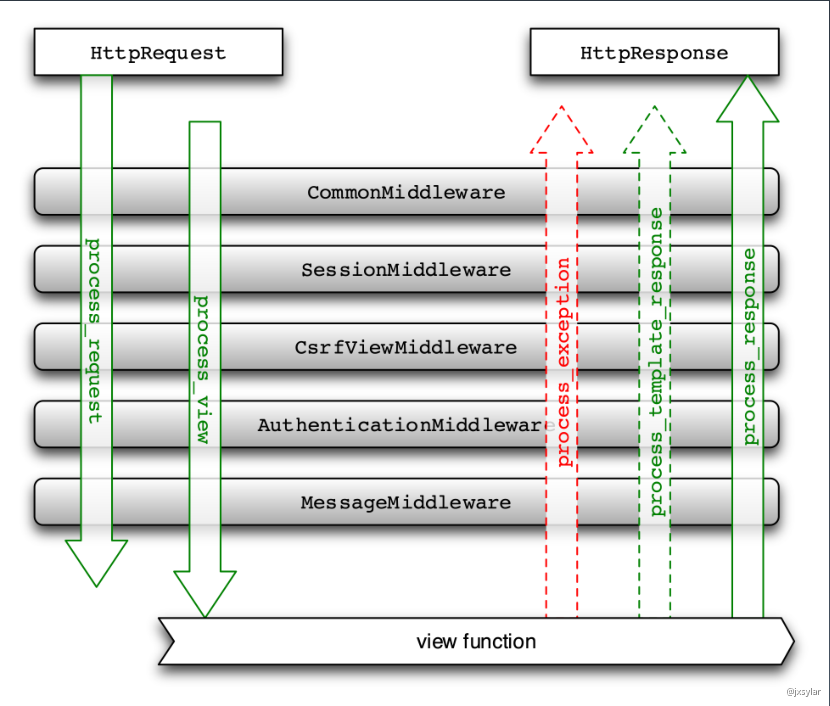 HttpRequest
HttpResponse
CommonMiddleware
SessionMiddleware
CsrfViewMiddleware
AuthenticationMiddleware
MessageMiddleware
process_request
process_view
process_exception
process_template_response
process_response
view function
@jxsylar